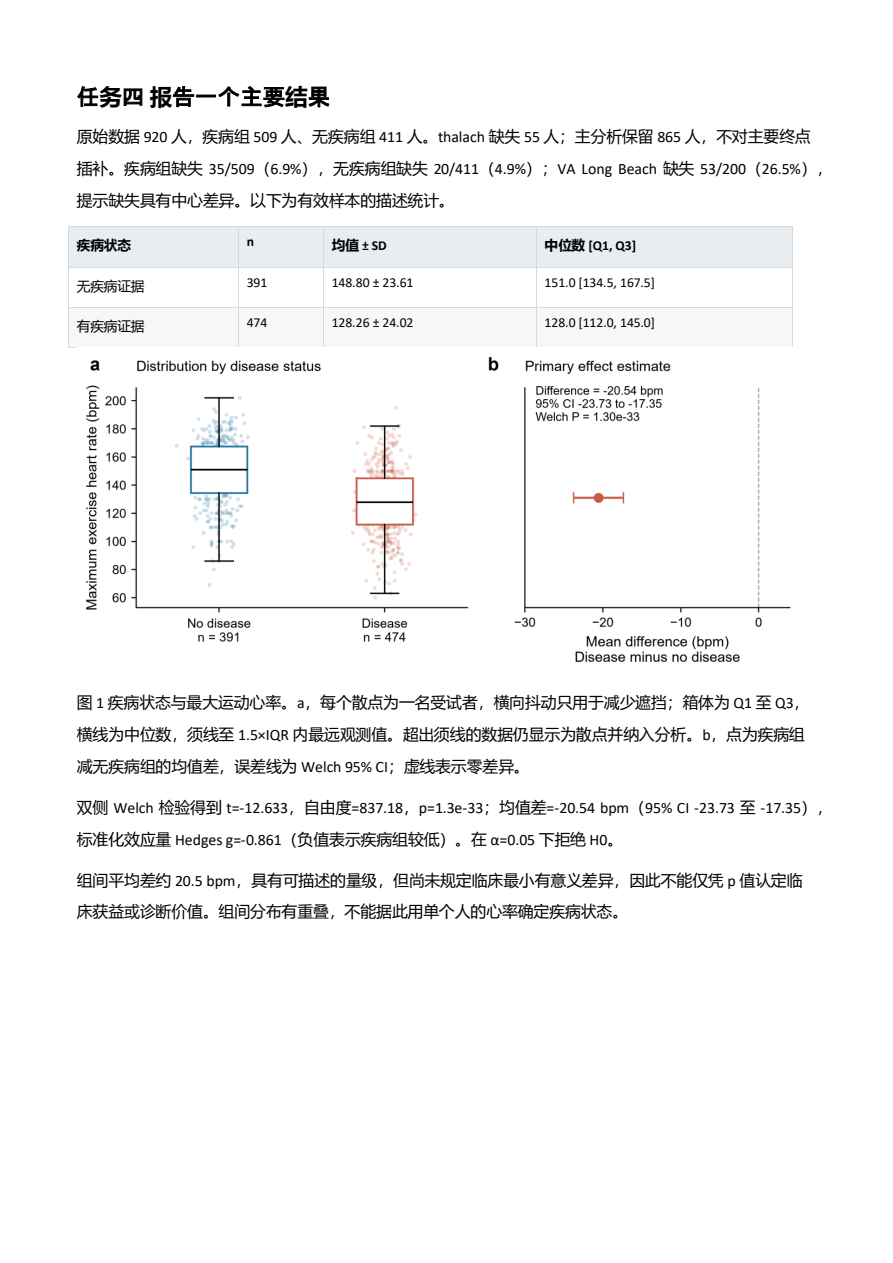 任务四 报告一个主要结果
原始数据 920 人，疾病组 509 人、无疾病组 411 人。thalach 缺失 55 人；主分析保留 865 人，不对主要终点
插补。疾病组缺失 35/509（6.9%），无疾病组缺失 20/411（4.9%）；VA Long Beach 缺失 53/200（26.5%），
提示缺失具有中心差异。以下为有效样本的描述统计。
疾病状态 n 均值 ± SD 中位数 [Q1, Q3]
无疾病证据 391 148.80 ± 23.61 151.0 [134.5, 167.5]
有疾病证据 474 128.26 ± 24.02 128.0 [112.0, 145.0]
a Distribution by disease status
Maximum exercise heart rate (bpm)
200
180
160
140
120
100
80
60
No disease
n = 391
Disease
n = 474
b Primary effect estimate
Difference = -20.54 bpm
95% CI -23.73 to -17.35
Welch P = 1.30e-33
−30 −20 −10 0
Mean difference (bpm)
Disease minus no disease
图 1 疾病状态与最大运动心率。a，每个散点为一名受试者，横向抖动只用于减少遮挡；箱体为 Q1 至 Q3，
横线为中位数，须线至 1.5×IQR 内最远观测值。超出须线的数据仍显示为散点并纳入分析。b，点为疾病组
减无疾病组的均值差，误差线为 Welch 95% CI；虚线表示零差异。
双侧 Welch 检验得到 t=-12.633，自由度=837.18，p=1.3e-33；均值差=-20.54 bpm（95% CI -23.73 至 -17.35），
标准化效应量 Hedges g=-0.861（负值表示疾病组较低）。在 α=0.05 下拒绝 H0。
组间平均差约 20.5 bpm，具有可描述的量级，但尚未规定临床最小有意义差异，因此不能仅凭 p 值认定临
床获益或诊断价值。组间分布有重叠，不能据此用单个人的心率确定疾病状态。